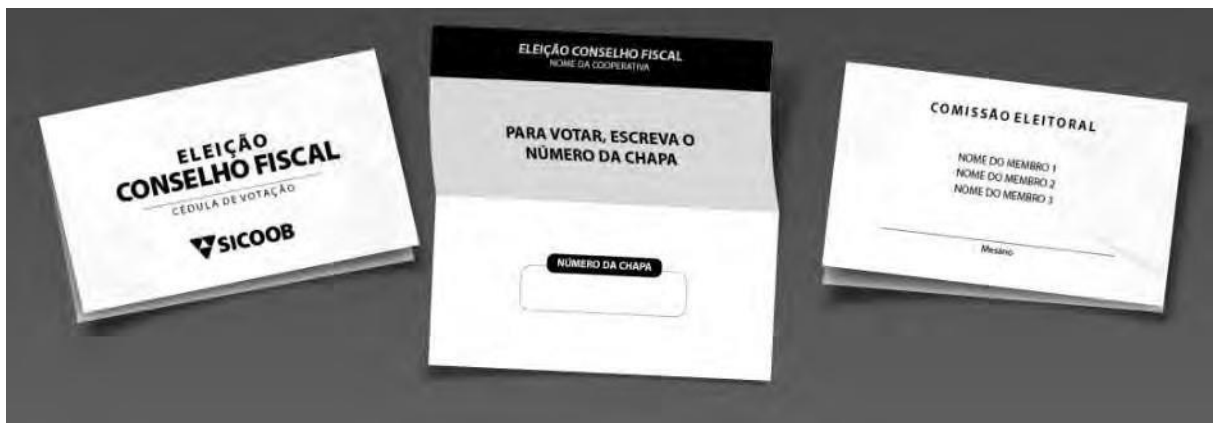 ELEIÇÃO
CONSELHO FISCAL
CÉDULA DE VOTAÇÃO
SICOOB
ELEIÇÃO CONSELHO FISCAL
NOME DA COOPERATIVA
PARA VOTAR, ESCREVA O
NÚMERO DA CHAPA
NÚMERO DA CHAPA
COMISSÃO ELEITORAL
NOME DO MEMBRO 1
NOME DO MEMBRO 2
NOME DO MEMBRO 3
Mesário